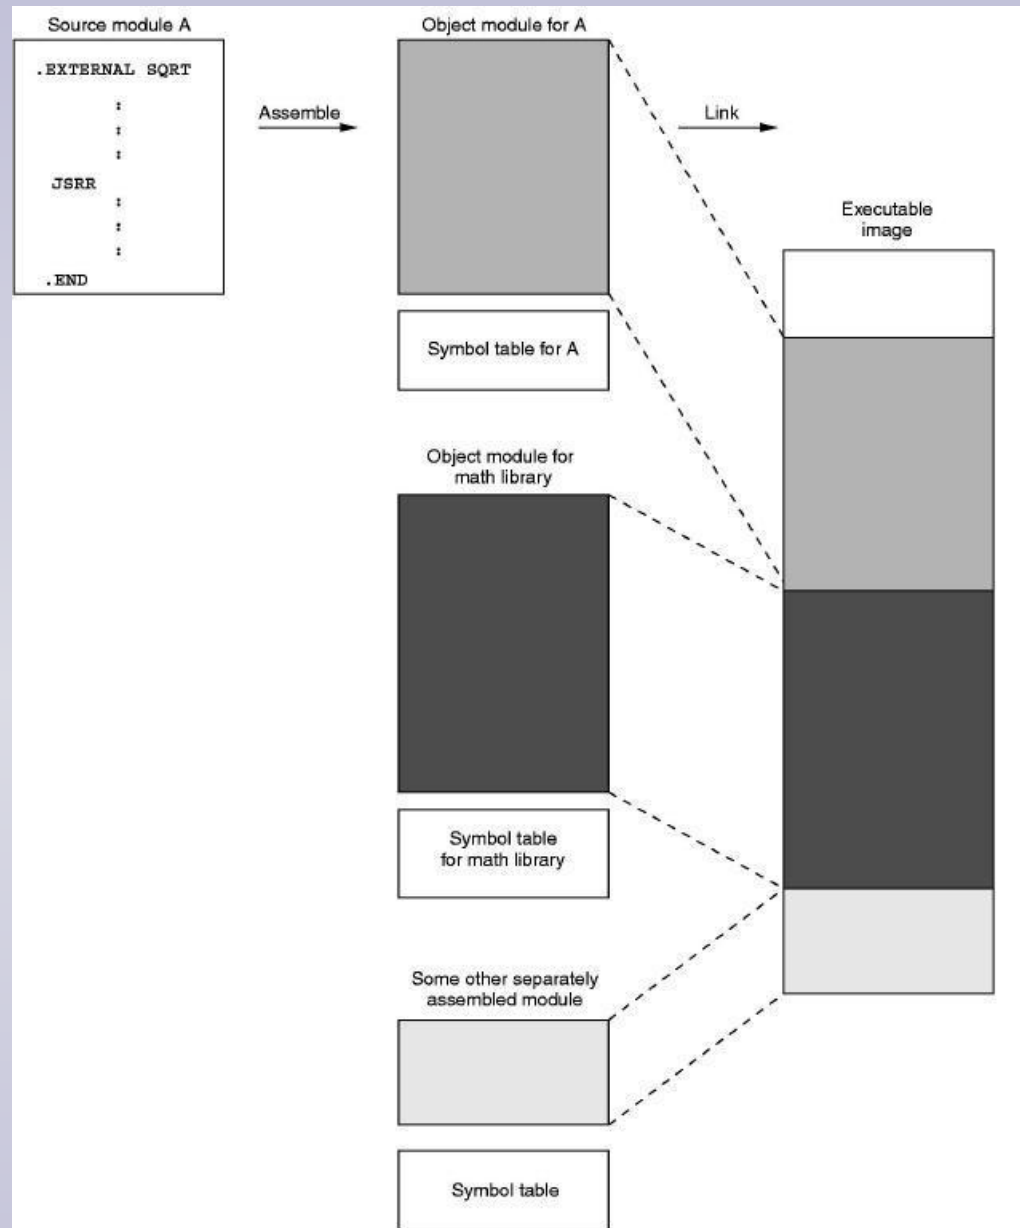 Source module A
.EXTERNAL SQRT
:
:
:
JSRR
:
:
:
.END
Assemble
Object module for A
Symbol table for A
Link
Object module for
math library
Symbol table
for math library
Some other separately
assembled module
Symbol table
Executable
image